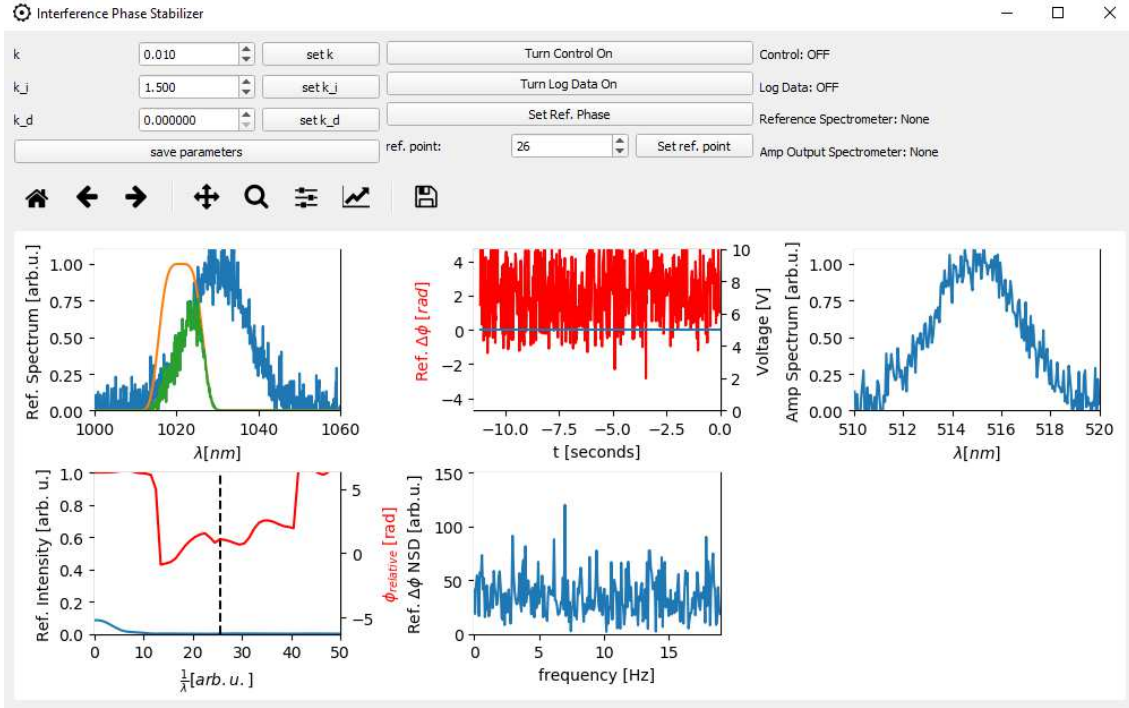 Interference Phase Stabilizer
k 0.010 set k Turn Control On Control: OFF
k_i 1.500 set k_i Turn Log Data On Log Data: OFF
k_d 0.000000 set k_d Set Ref. Phase Reference Spectrometer: None
save parameters ref. point: 26 Set ref. point Amp Output Spectrometer: None
Ref. Spectrum [arb.u.]
1.00
0.75
0.50
0.25
0.00
1000 1020 1040 1060
λ[nm]
Ref. Δϕ [rad]
4
2
0
−2
−4
10
8
6
4
2
0
Voltage [V]
−10.0 −7.5 −5.0 −2.5 0.0
t [seconds]
Amp Spectrum [arb.u.]
1.00
0.75
0.50
0.25
0.00
510 512 514 516 518 520
λ[nm]
Ref. Intensity [arb. u.]
1.0
0.8
0.6
0.4
0.2
0.0
5
0
−5
ϕrelative [rad]
0 10 20 30 40 50
1/λ [arb. u.]
Ref. Δϕ NSD [arb.u.]
150
100
50
0
0 5 10 15
frequency [Hz]